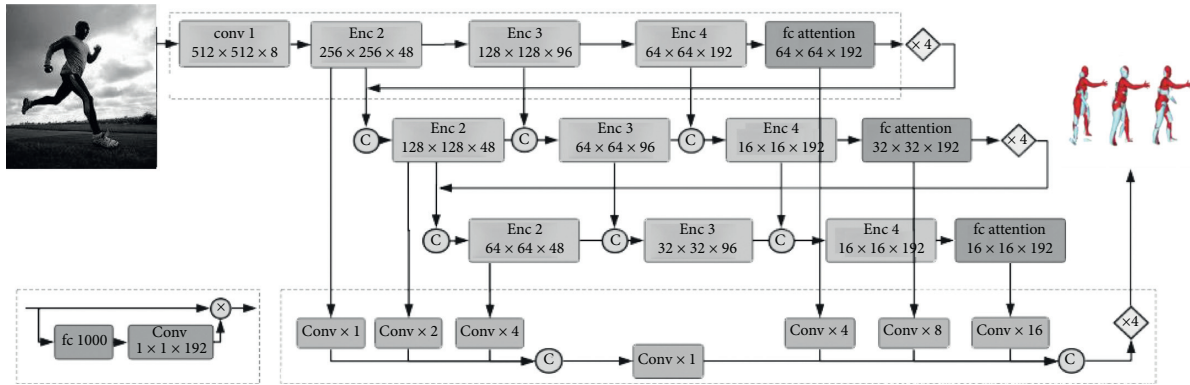 conv 1
512 × 512 × 8
Enc 2
256 × 256 × 48
Enc 3
128 × 128 × 96
Enc 4
64 × 64 × 192
fc attention
64 × 64 × 192
× 4
C
Enc 2
128 × 128 × 48
C
Enc 3
64 × 64 × 96
C
Enc 4
16 × 16 × 192
fc attention
32 × 32 × 192
× 4
C
Enc 2
64 × 64 × 48
C
Enc 3
32 × 32 × 96
C
Enc 4
16 × 16 × 192
fc attention
16 × 16 × 192
×
fc 1000
Conv
1 × 1 × 192
Conv × 1
Conv × 2
Conv × 4
C
Conv × 1
Conv × 4
Conv × 8
Conv × 16
C
×4